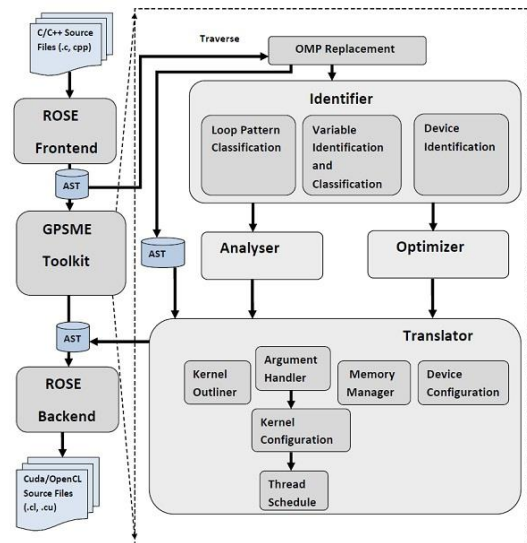 C/C++ Source
Files (.c, cpp)
ROSE
Frontend
AST
GPSME
Toolkit
AST
ROSE
Backend
Cuda/OpenCL
Source Files
(.cl, .cu)
Traverse
OMP Replacement
Identifier
Loop Pattern
Classification
Variable
Identification
and
Classification
Device
Identification
AST
Analyser
Optimizer
Translator
Kernel
Outliner
Argument
Handler
Memory
Manager
Device
Configuration
Kernel
Configuration
Thread
Schedule